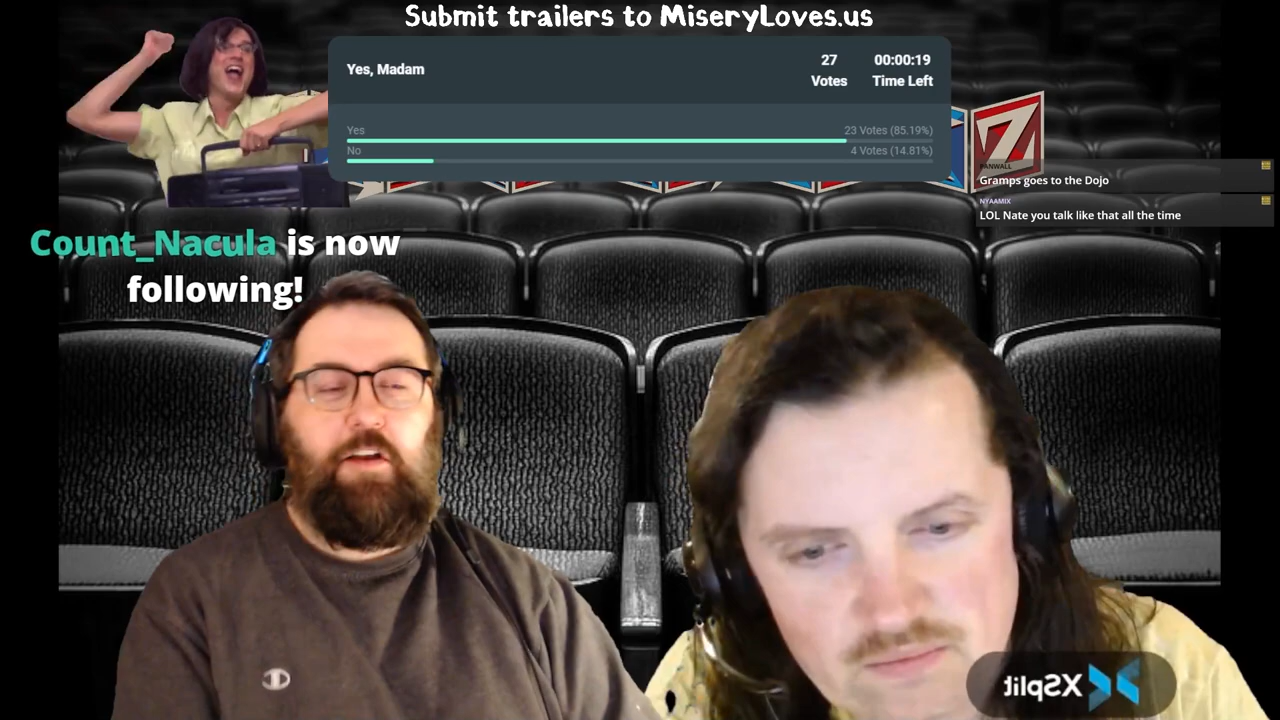 Submit trailers to MiseryLoves.us
Yes, Madam
27
Votes
00:00:19
Time Left
Yes
23 Votes (85.19%)
No
4 Votes (14.81%)
Z
PANWALL
Gramps goes to the Dojo
NYAAMIX
LOL Nate you talk like that all the time
Count_Nacula is now
following!
XSplit